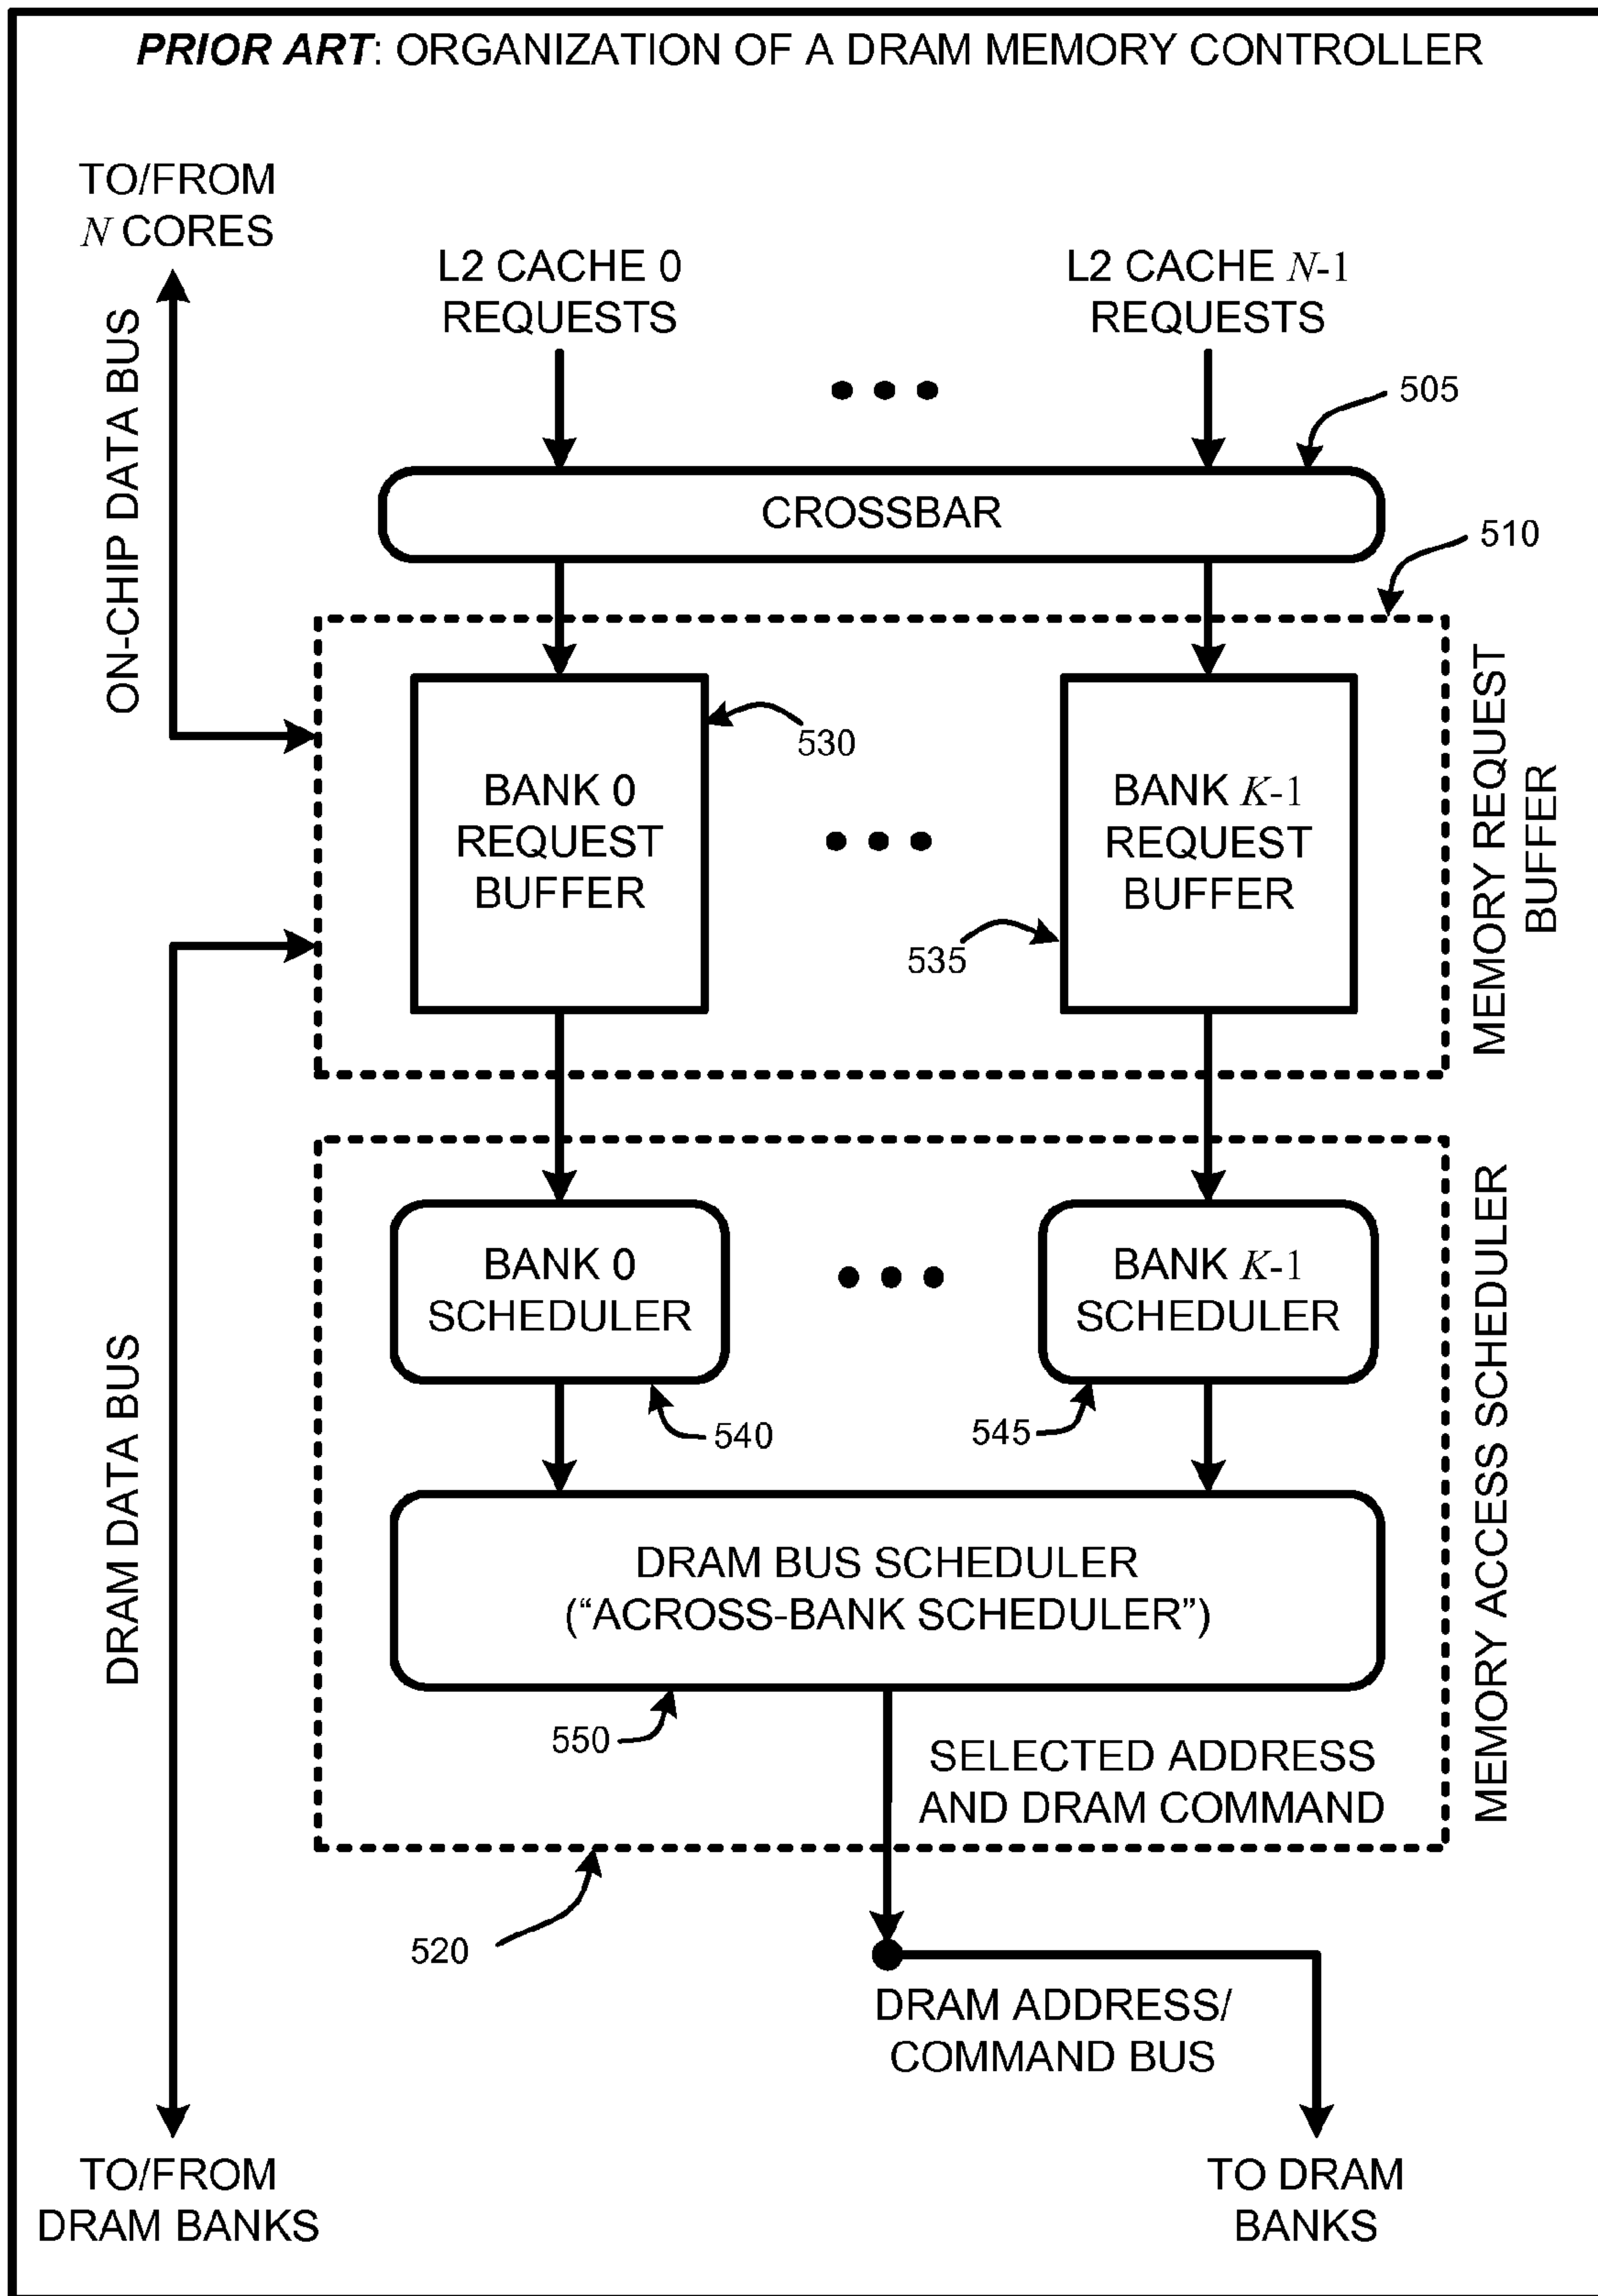 PRIOR ART: ORGANIZATION OF A DRAM MEMORY CONTROLLER
TO/FROM
N CORES
ON-CHIP DATA BUS
L2 CACHE 0
REQUESTS
L2 CACHE N-1
REQUESTS
505
CROSSBAR
510
530
BANK 0
REQUEST
BUFFER
BANK K-1
REQUEST
BUFFER
535
MEMORY REQUEST
BUFFER
DRAM DATA BUS
BANK 0
SCHEDULER
BANK K-1
SCHEDULER
540
545
DRAM BUS SCHEDULER
(“ACROSS-BANK SCHEDULER”)
550
SELECTED ADDRESS
AND DRAM COMMAND
MEMORY ACCESS SCHEDULER
520
DRAM ADDRESS/
COMMAND BUS
TO/FROM
DRAM BANKS
TO DRAM
BANKS